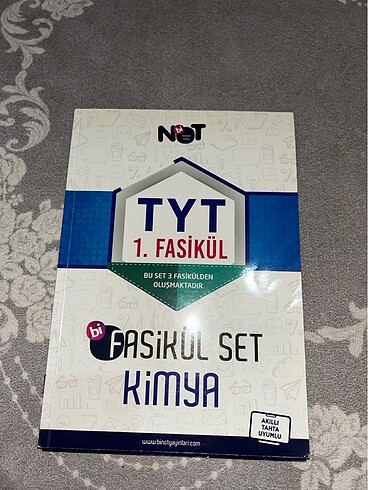 bi NOT
TYT
1. FASİKÜL
BU SET 3 FASİKÜLDEN
OLUŞMAKTADIR
bi FASİKÜL SET
KİMYA
AKILLI
TAHTA
UYUMLU
www.binotyayinlari.com